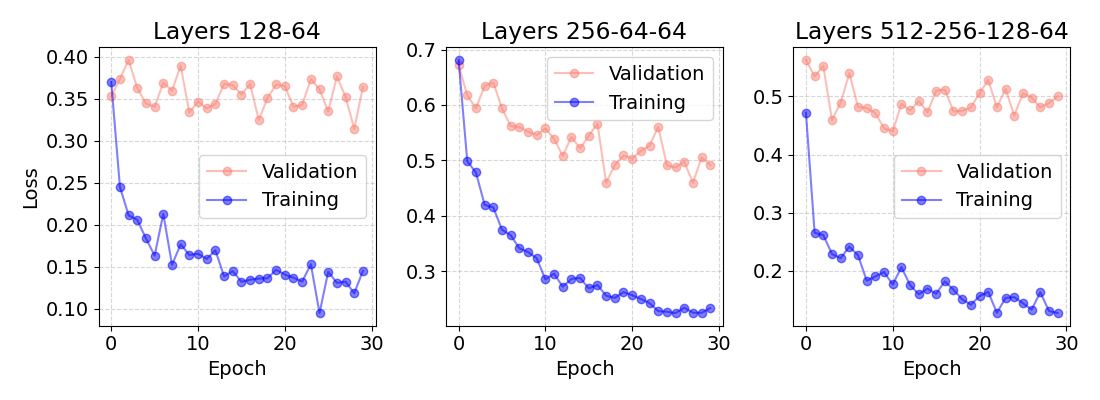 Layers 128-64
Layers 256-64-64
Layers 512-256-128-64
Loss
0.40
0.35
0.30
0.25
0.20
0.15
0.10
Validation
Training
0
10
20
30
Epoch
0.7
0.6
0.5
0.4
0.3
Validation
Training
0
10
20
30
Epoch
0.5
0.4
0.3
0.2
Validation
Training
0
10
20
30
Epoch